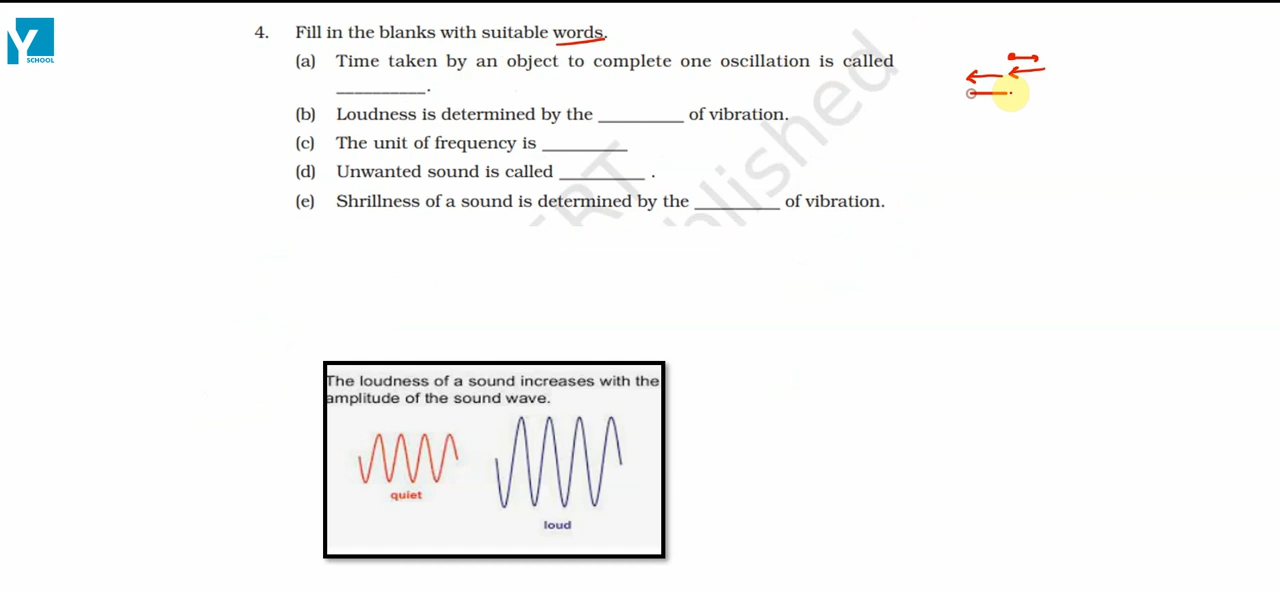 Y
SCHOOL
4. Fill in the blanks with suitable words.
(a) Time taken by an object to complete one oscillation is called
__________.
(b) Loudness is determined by the _________ of vibration.
(c) The unit of frequency is _________
(d) Unwanted sound is called _________ .
(e) Shrillness of a sound is determined by the _________ of vibration.
The loudness of a sound increases with the
amplitude of the sound wave.
quiet
loud